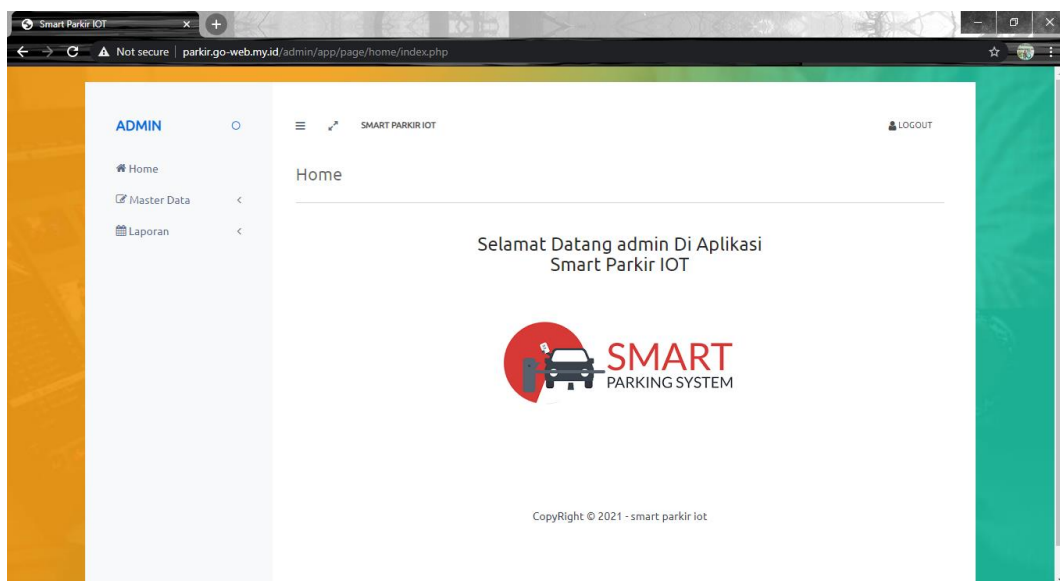 Smart Parkir IOT
Not secure | parkir.go-web.my.id/admin/app/page/home/index.php
ADMIN
SMART PARKIR IOT
LOGOUT
Home
Master Data
Laporan
Home
Selamat Datang admin Di Aplikasi
Smart Parkir IOT
SMART
PARKING SYSTEM
CopyRight © 2021 - smart parkir iot